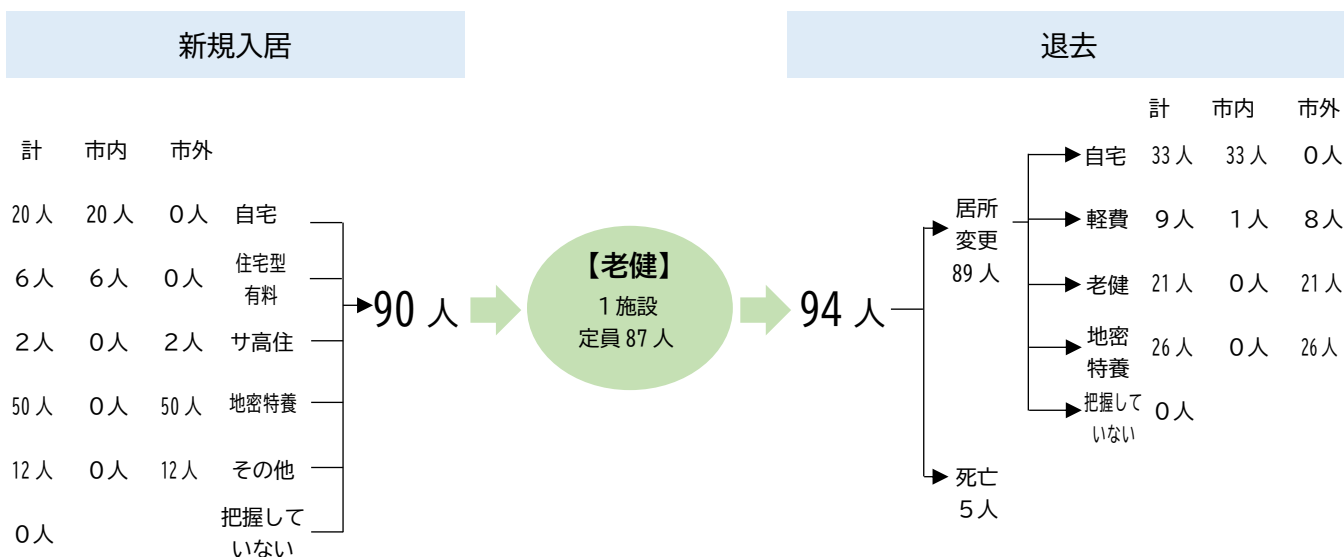 新規入居
計 市内 市外
20人 20人 0人 自宅
6人 6人 0人 住宅型
有料
2人 0人 2人 サ高住
50人 0人 50人 地密特養
12人 0人 12人 その他
0人 把握して
いない
90 人
【老健】
1施設
定員87人
94 人
退去
計 市内 市外
居所
変更
89人
自宅 33人 33人 0人
軽費 9人 1人 8人
老健 21人 0人 21人
地密
特養 26人 0人 26人
把握して
いない 0人
死亡
5人